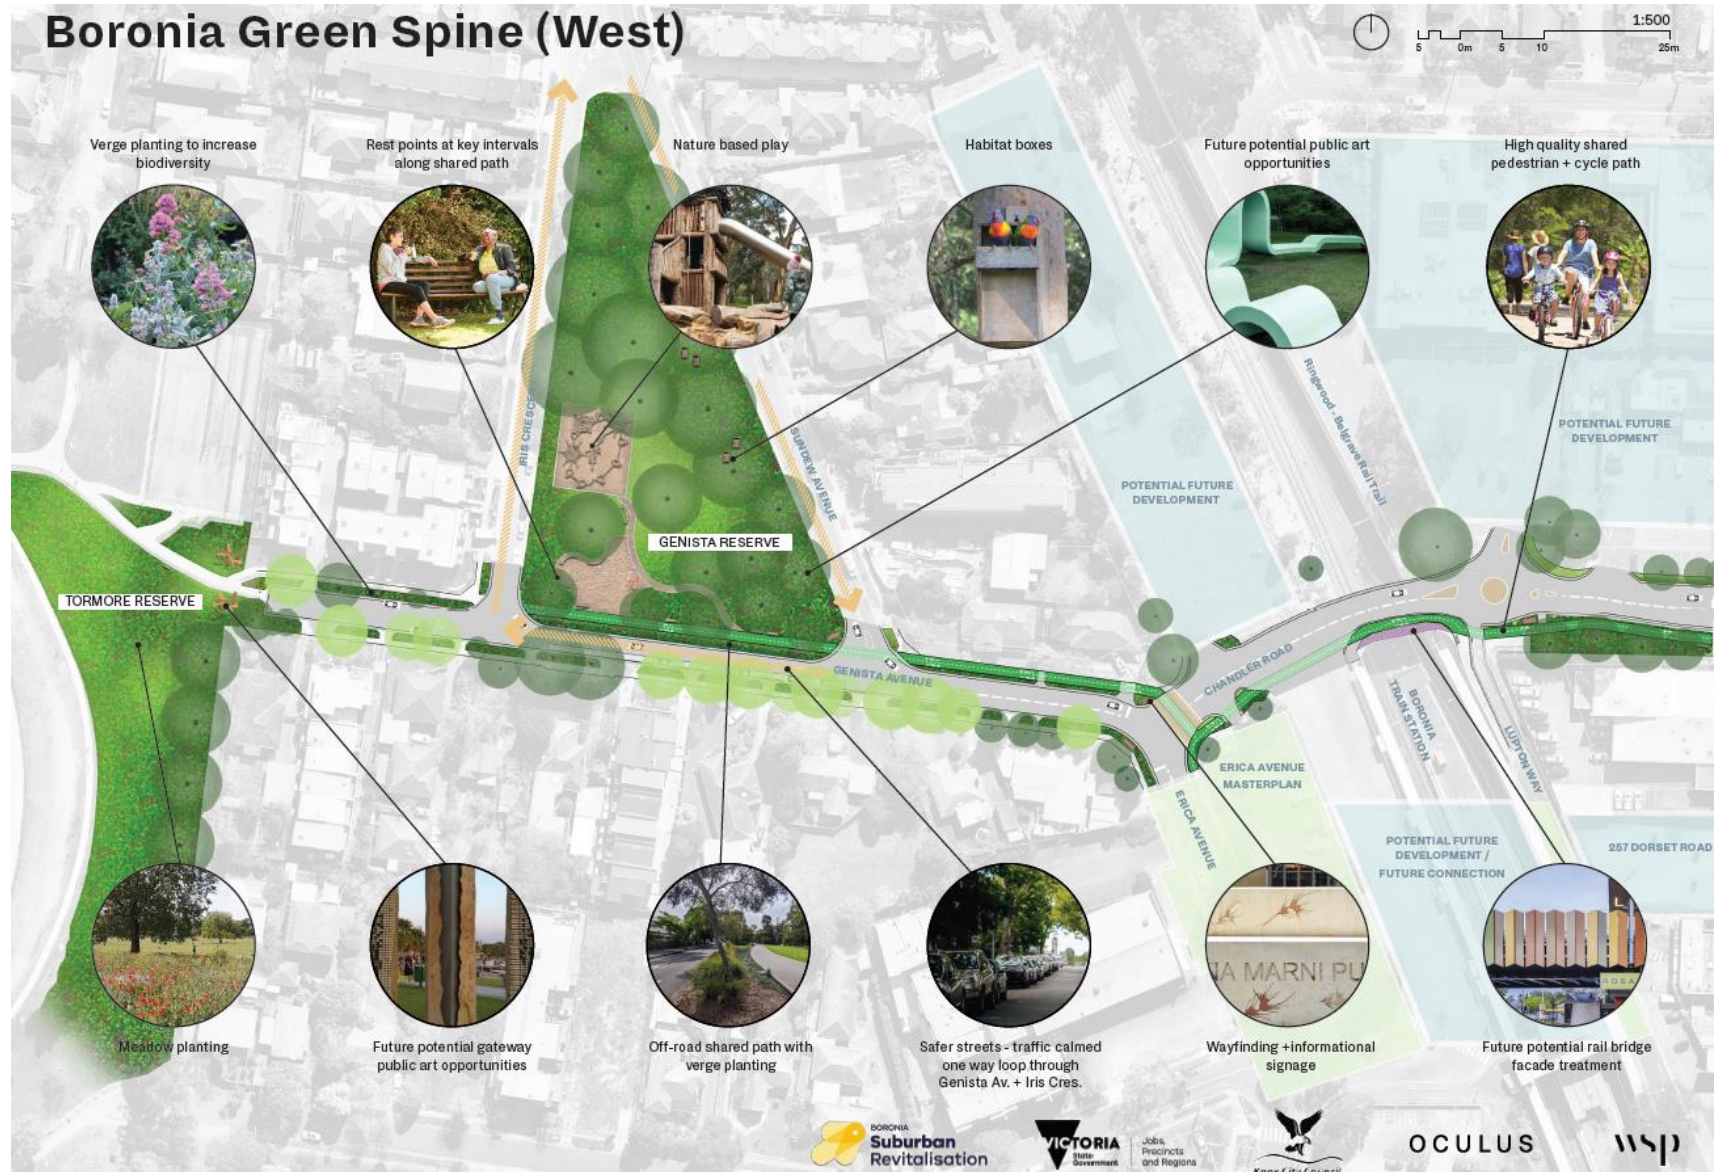 Boronia Green Spine (West)
1:500
5
0m
5
10
25m
Verge planting to increase
biodiversity
Rest points at key intervals
along shared path
Nature based play
Habitat boxes
Future potential public art
opportunities
High quality shared
pedestrian + cycle path
IRIS
SUNDEW AVENUE
Ringwood - Belgrave Rail Trail
POTENTIAL FUTURE
DEVELOPMENT
POTENTIAL FUTURE
DEVELOPMENT
GENISTA RESERVE
TORMORE RESERVE
GENISTA AVENUE
CHANDLER ROAD
BORONIA
TRAIN STATION
LUPTON WAY
ERICA AVENUE
MASTERPLAN
ERICA AVENUE
POTENTIAL FUTURE
DEVELOPMENT /
FUTURE CONNECTION
257 DORSET ROAD
NA MARNI PU
L
ROSA
Meadow planting
Future potential gateway
public art opportunities
Off-road shared path with
verge planting
Safer streets - traffic calmed
one way loop through
Genista Av. + Iris Cres.
Wayfinding +informational
signage
Future potential rail bridge
facade treatment
BORONIA
Suburban
Revitalisation
VICTORIA
State
Government
Jobs,
Precincts
and Regions
Knox City Council
OCULUS
wsp